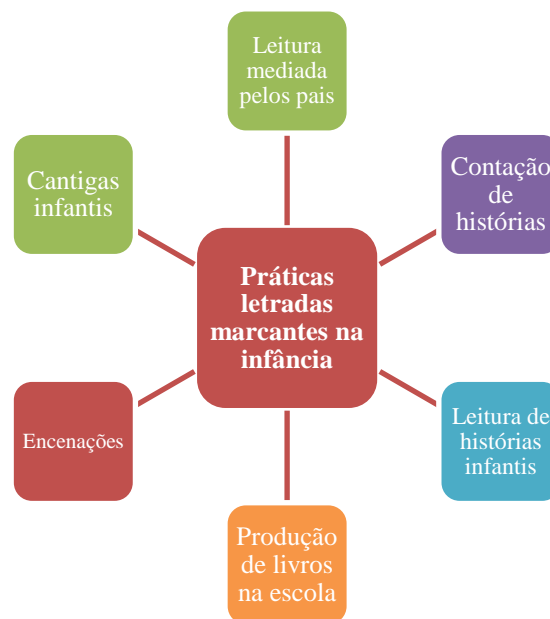 Leitura
mediada
pelos pais
Cantigas
infantis
Contação
de
histórias
Práticas
letradas
marcantes na
infância
Encenações
Leitura de
histórias
infantis
Produção
de livros
na escola